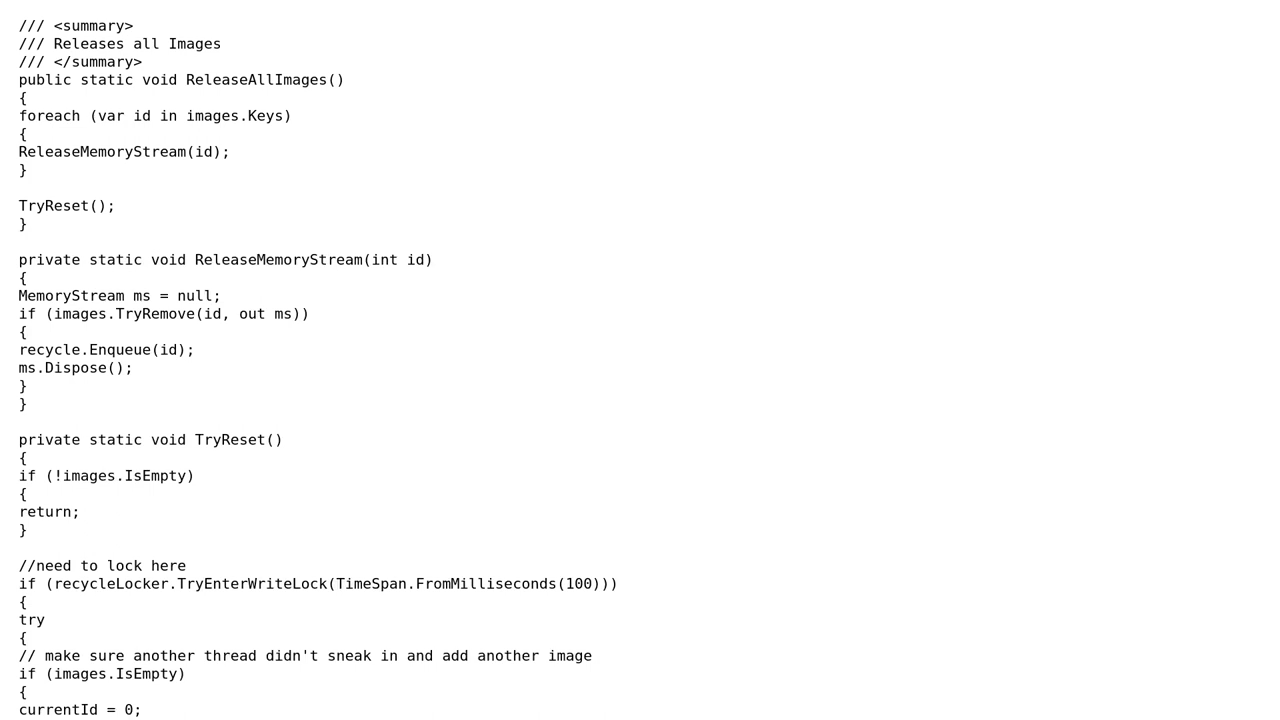 /// <summary>
/// Releases all Images
/// </summary>
public static void ReleaseAllImages()
{
foreach (var id in images.Keys)
{
ReleaseMemoryStream(id);
}

TryReset();
}

private static void ReleaseMemoryStream(int id)
{
MemoryStream ms = null;
if (images.TryRemove(id, out ms))
{
recycle.Enqueue(id);
ms.Dispose();
}
}

private static void TryReset()
{
if (!images.IsEmpty)
{
return;
}

//need to lock here
if (recycleLocker.TryEnterWriteLock(TimeSpan.FromMilliseconds(100)))
{
try
{
// make sure another thread didn't sneak in and add another image
if (images.IsEmpty)
{
currentId = 0;